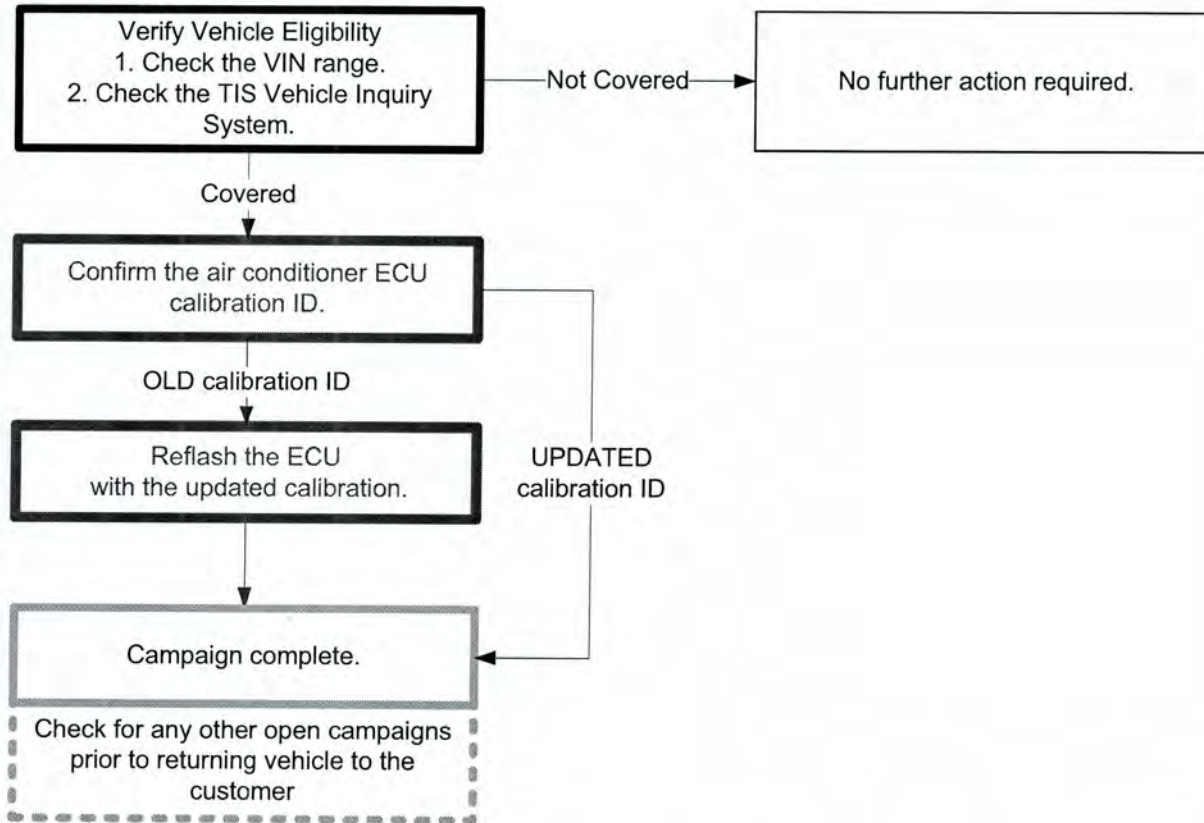 Verify Vehicle Eligibility
1. Check the VIN range.
2. Check the TIS Vehicle Inquiry
System.
Not Covered
No further action required.
Covered
Confirm the air conditioner ECU
calibration ID.
OLD calibration ID
Reflash the ECU
with the updated calibration.
UPDATED
calibration ID
Campaign complete.
Check for any other open campaigns
prior to returning vehicle to the
customer